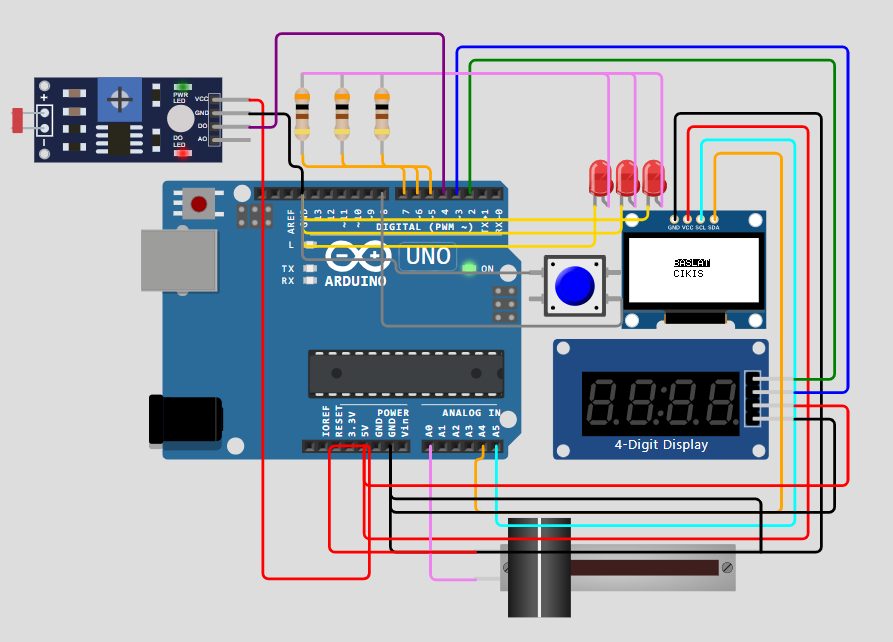 +
PWR
LED
VCC
GND
DO
AO
DO
LED
-
AREF
GND
13
12
~11
~10
~9
8
7
~6
~5
4
~3
2
TX→1
RX←0
DIGITAL (PWM ~)
L
TX
RX
UNO
ON
ARDUINO
IOREF
RESET
3.3V
5V
GND
GND
Vin
POWER
ANALOG IN
A0
A1
A2
A3
A4
A5
GND VCC SCL SDA
BASLAT
CIKIS
4-Digit Display